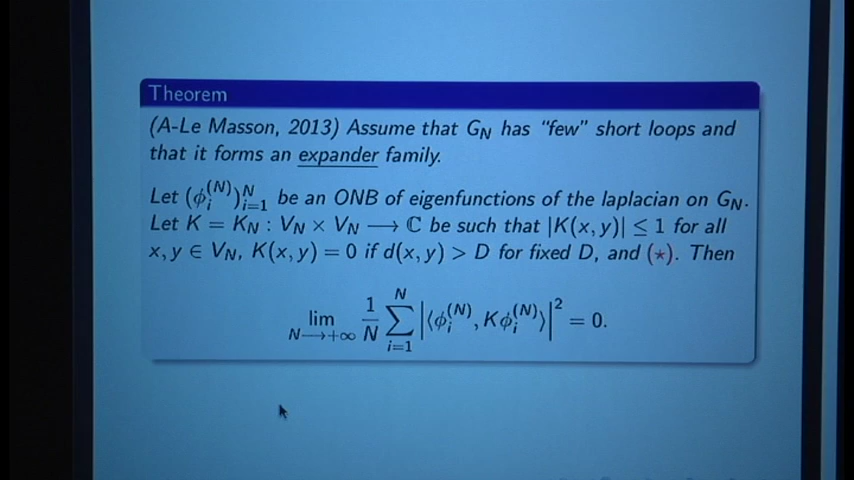 Theorem
(A-Le Masson, 2013) Assume that G_N has "few" short loops and
that it forms an expander family.
Let (ϕ_i^{(N)})_{i=1}^N be an ONB of eigenfunctions of the laplacian on G_N.
Let K = K_N : V_N × V_N ⟶ ℂ be such that |K(x, y)| ≤ 1 for all
x, y ∈ V_N, K(x, y) = 0 if d(x, y) > D for fixed D, and (⋆). Then
lim_{N⟶+∞} \frac{1}{N} ∑_{i=1}^{N} |⟨ϕ_i^{(N)}, Kϕ_i^{(N)}⟩|^2 = 0.